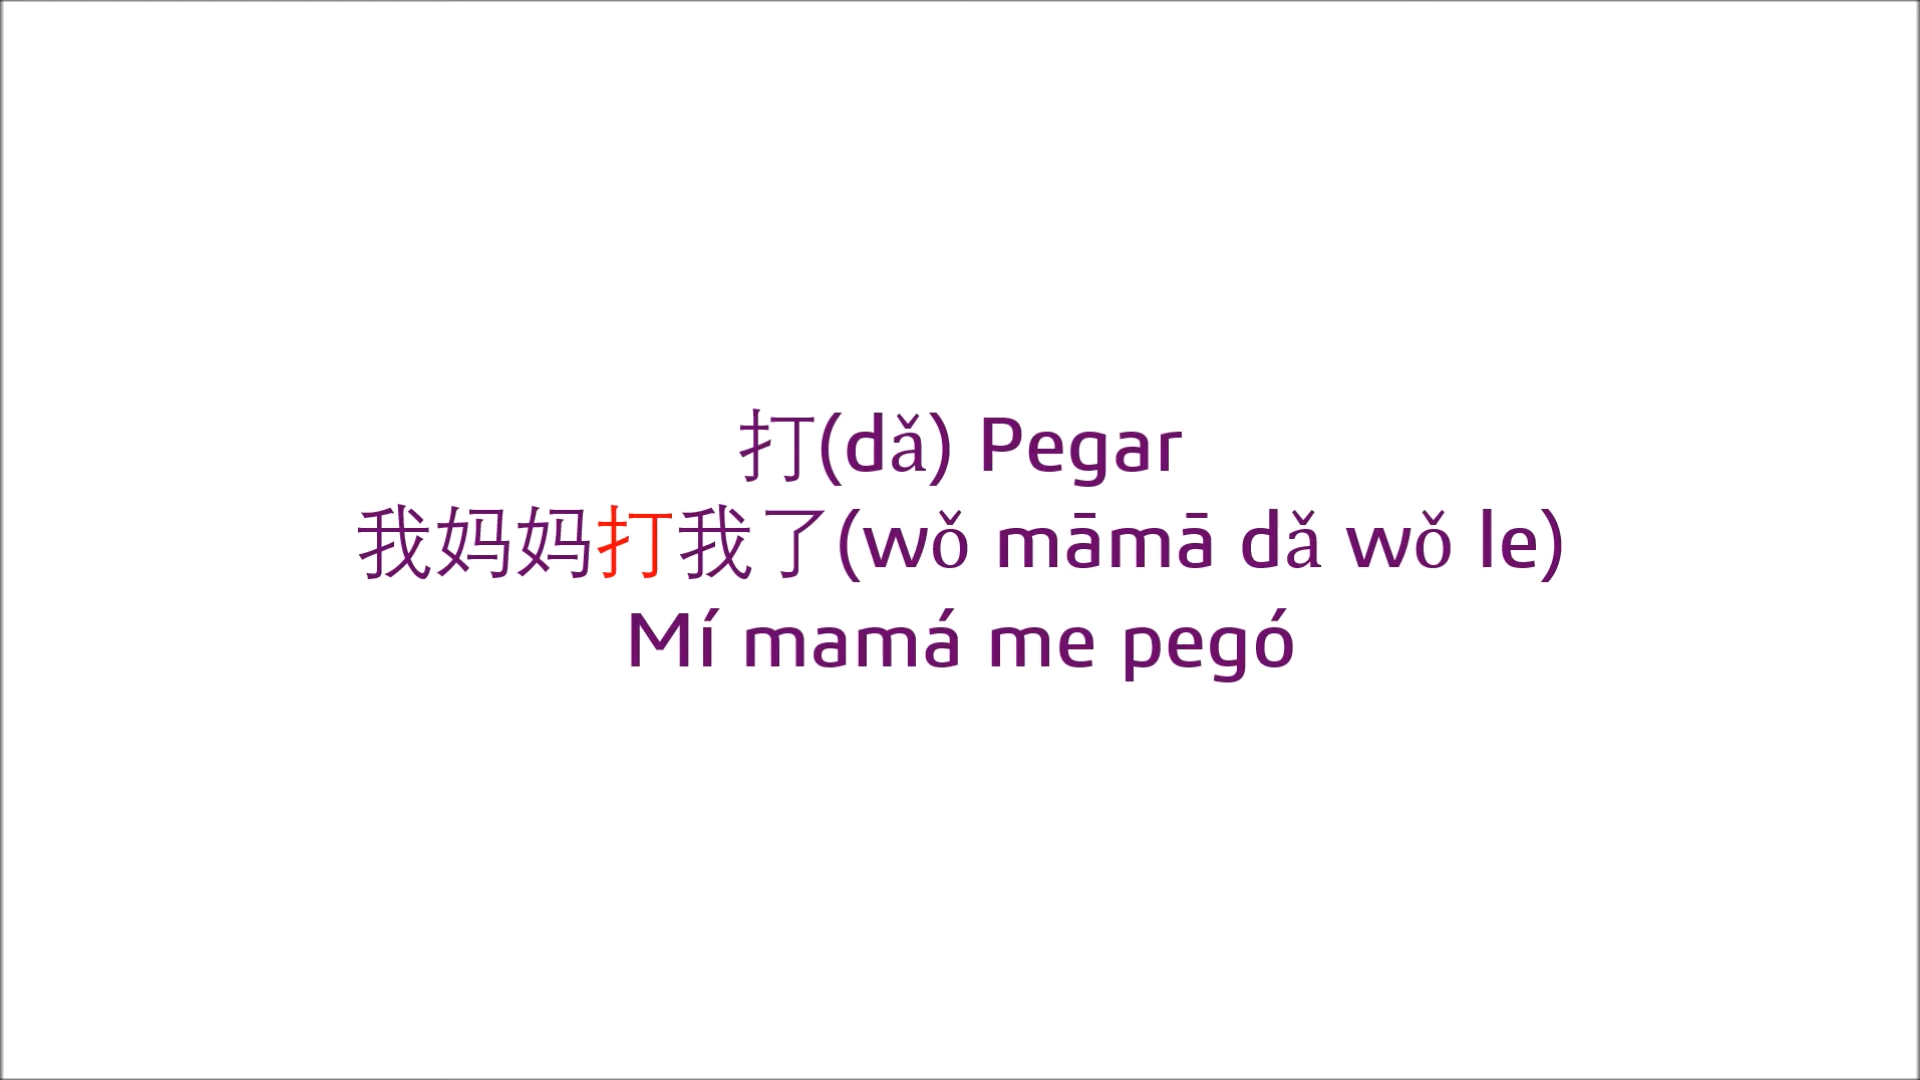 打(dǎ) Pegar
我妈妈打我了(wǒ māmā dǎ wǒ le)
Mí mamá me pegó